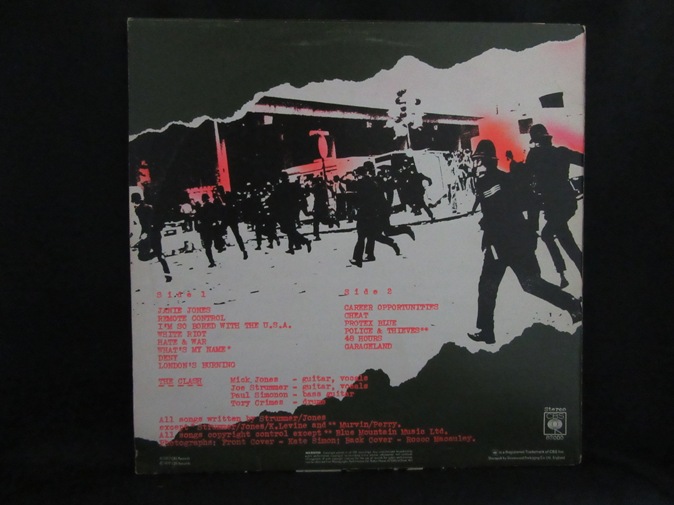 Side 1
JANIE JONES
REMOTE CONTROL
I'M SO BORED WITH THE U.S.A.
WHITE RIOT
HATE & WAR
WHAT'S MY NAME*
DENY
LONDON'S BURNING
Side 2
CAREER OPPORTUNITIES
CHEAT
PROTEX BLUE
POLICE & THIEVES**
48 HOURS
GARAGELAND
THE CLASH Mick Jones - guitar, vocals
Joe Strummer - guitar, vocals
Paul Simonon - bass guitar
Tory Crimes - drums
All songs written by Strummer/Jones
except * Strummer/Jones/K.Levine and ** Murvin/Perry.
All songs copyright control except ** Blue Mountain Music Ltd.
Photographs; Front Cover - Kate Simon; Back Cover - Rocco Macauley.
Stereo
CBS